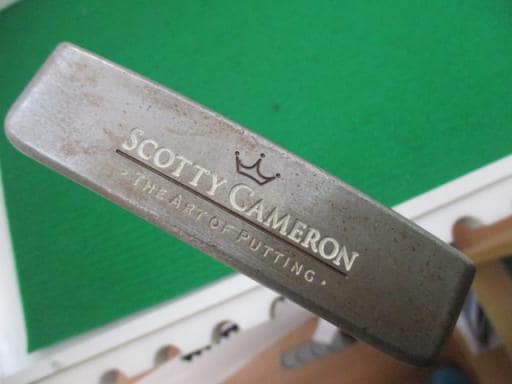 SCOTTY CAMERON
· THE ART OF PUTTING ·